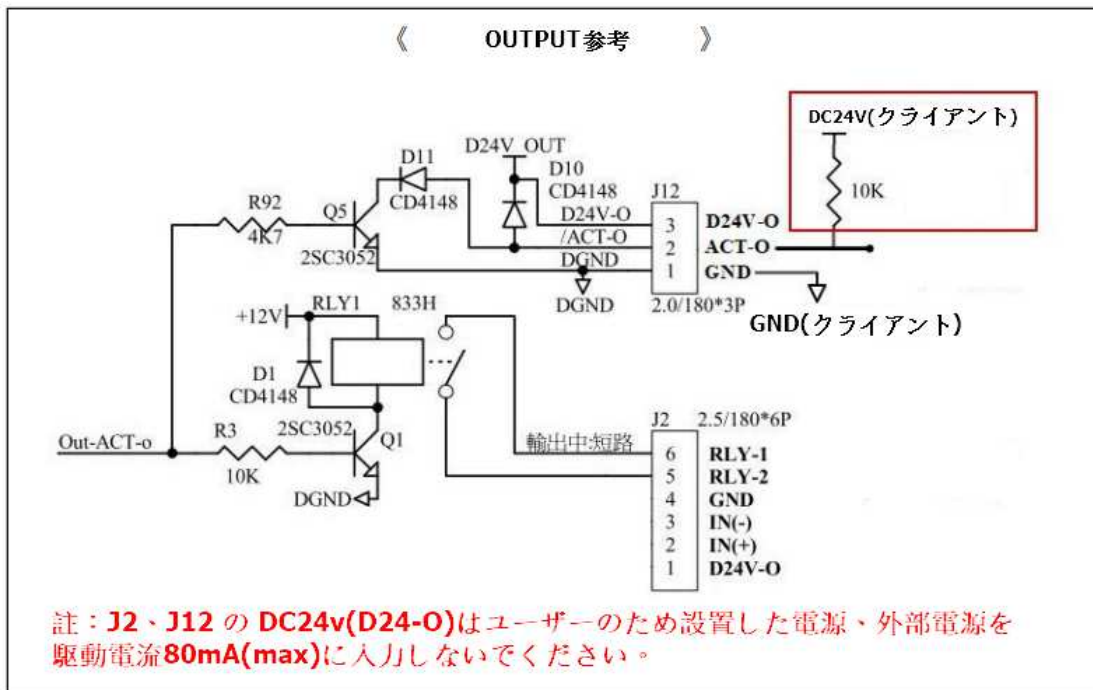 《 OUTPUT参考 》
DC24V(クライアント)
10K
D24V_OUT
D11
CD4148
D10
CD4148
J12
R92
4K7
Q5
2SC3052
D24V-O
/ACT-O
DGND
3
2
1
D24V-O
ACT-O
GND
DGND
2.0/180*3P
GND(クライアント)
+12V
RLY1
833H
D1
CD4148
Out-ACT-o
R3
10K
2SC3052
Q1
DGND
輸出中:短路
J2
2.5/180*6P
6
RLY-1
5
RLY-2
4
GND
3
IN(-)
2
IN(+)
1
D24V-O
註：J2、J12 の DC24v(D24-O)はユーザーのため設置した電源、外部電源を
駆動電流80mA(max)に入力しないでください。